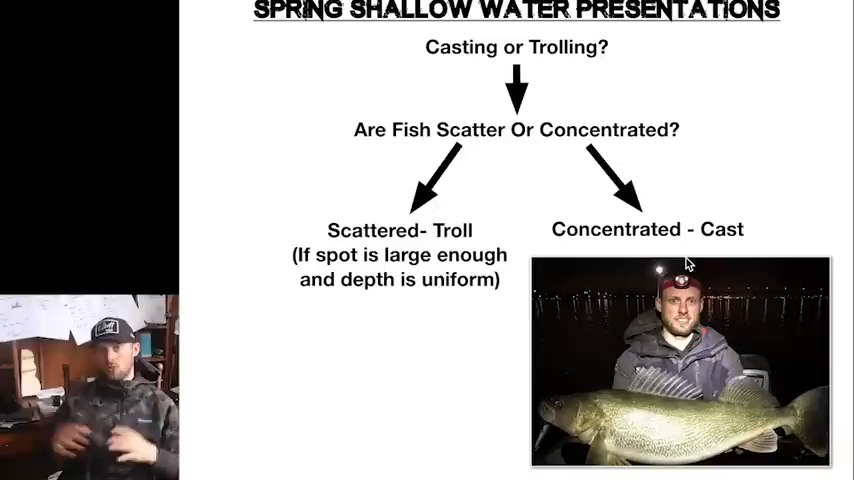 SPRING SHALLOW WATER PRESENTATIONS
Casting or Trolling?
Are Fish Scatter Or Concentrated?
Scattered- Troll
(If spot is large enough
and depth is uniform)
Concentrated - Cast